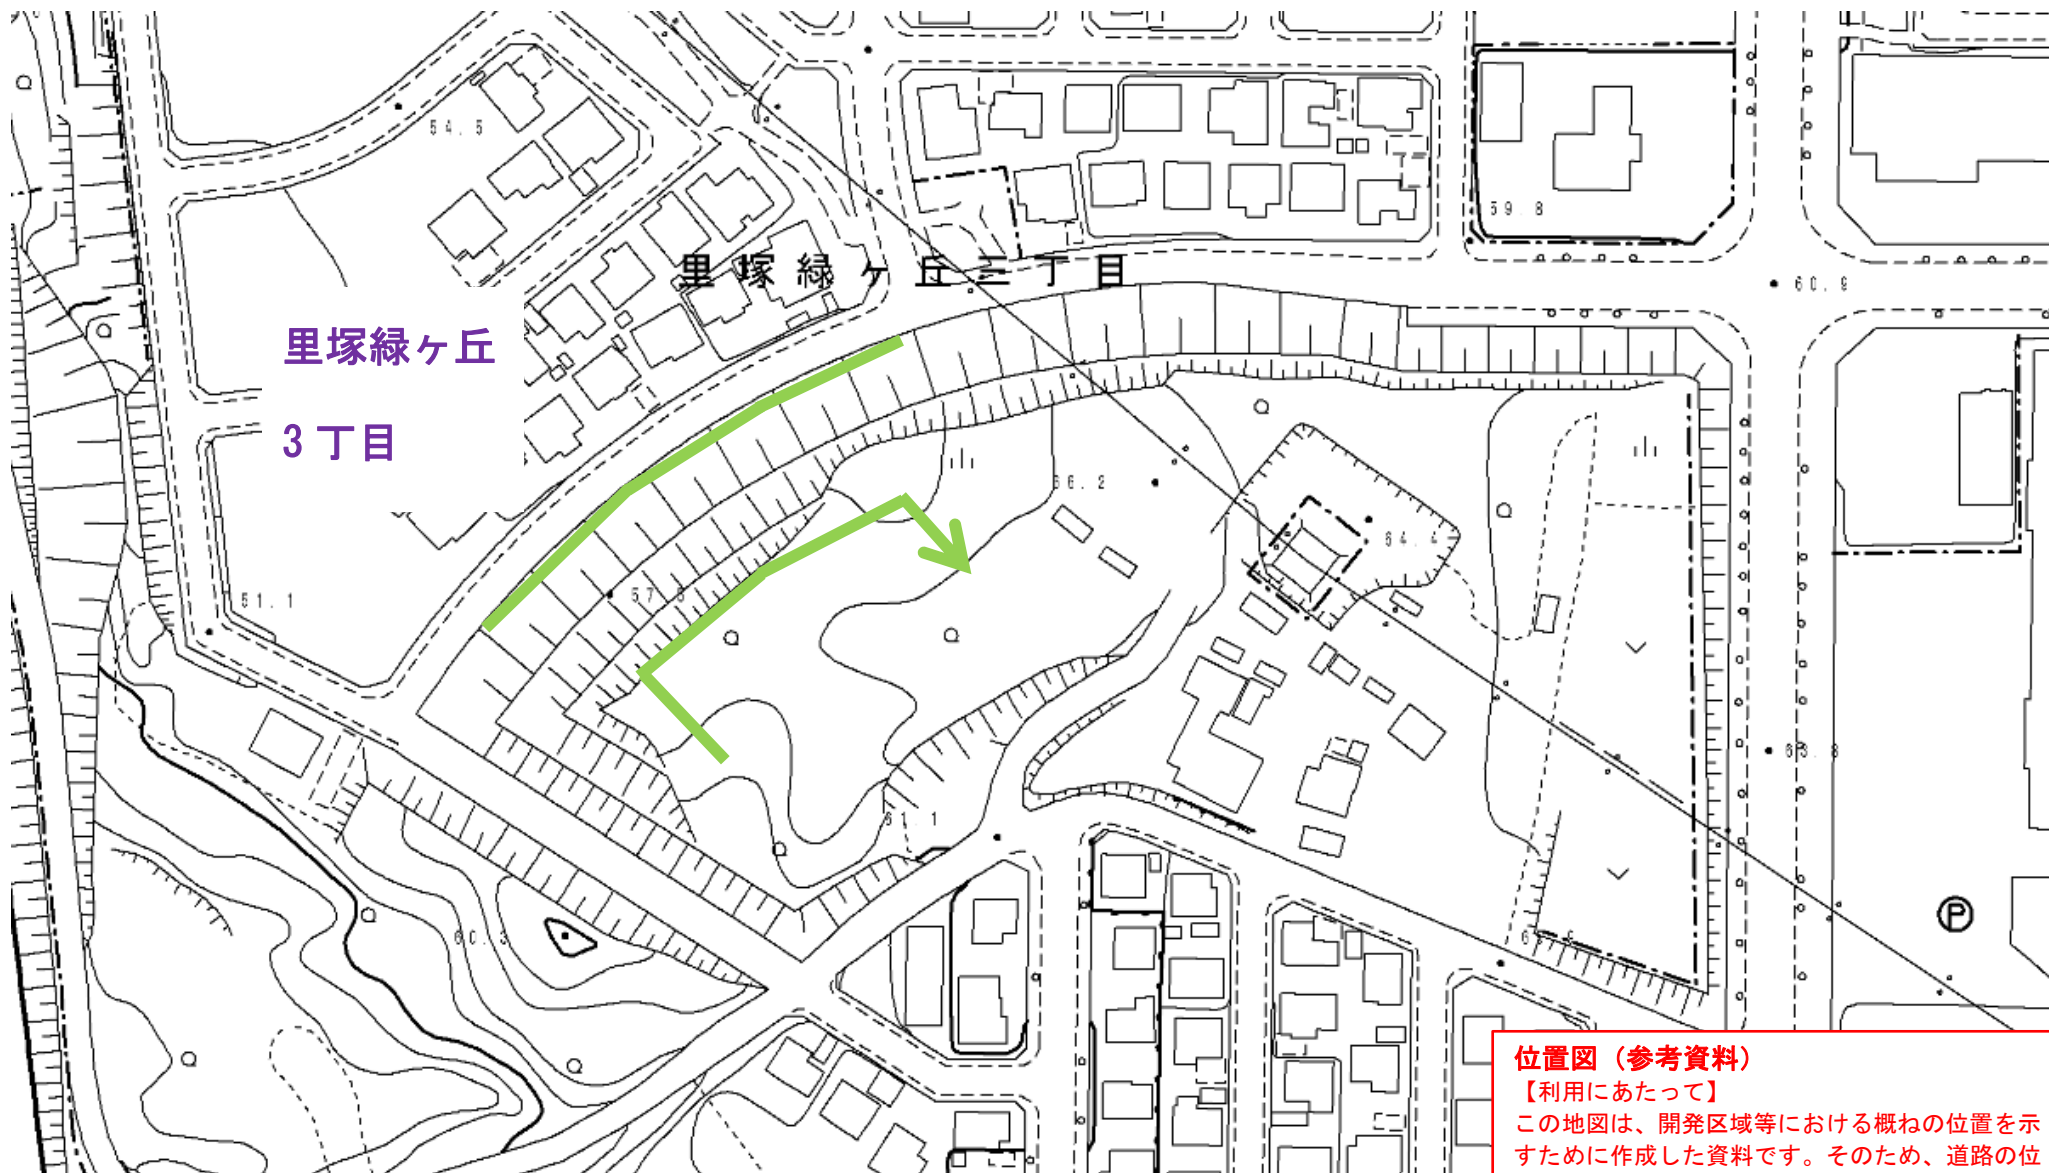 54.5
59.8
里塚緑ヶ丘三丁目
60.9
里塚緑ヶ丘
3丁目
66.2
64.4
57.5
51.1
61.1
60.3
P
位置図（参考資料）
【利用にあたって】
この地図は、開発区域等における概ねの位置を示
すために作成した資料です。そのため、道路の位